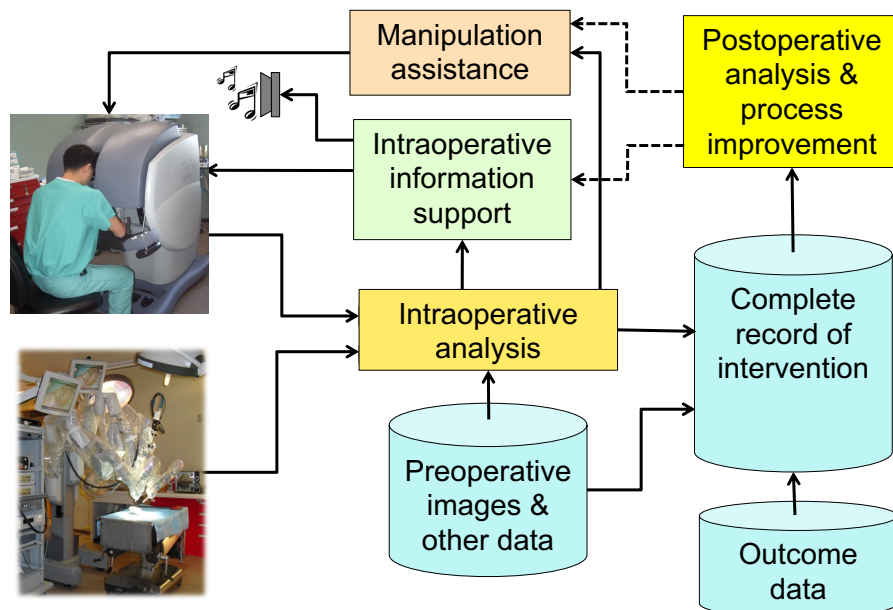 Manipulation
assistance
Postoperative
analysis &
process
improvement
Intraoperative
information
support
Intraoperative
analysis
Complete
record of
intervention
Preoperative
images &
other data
Outcome
data